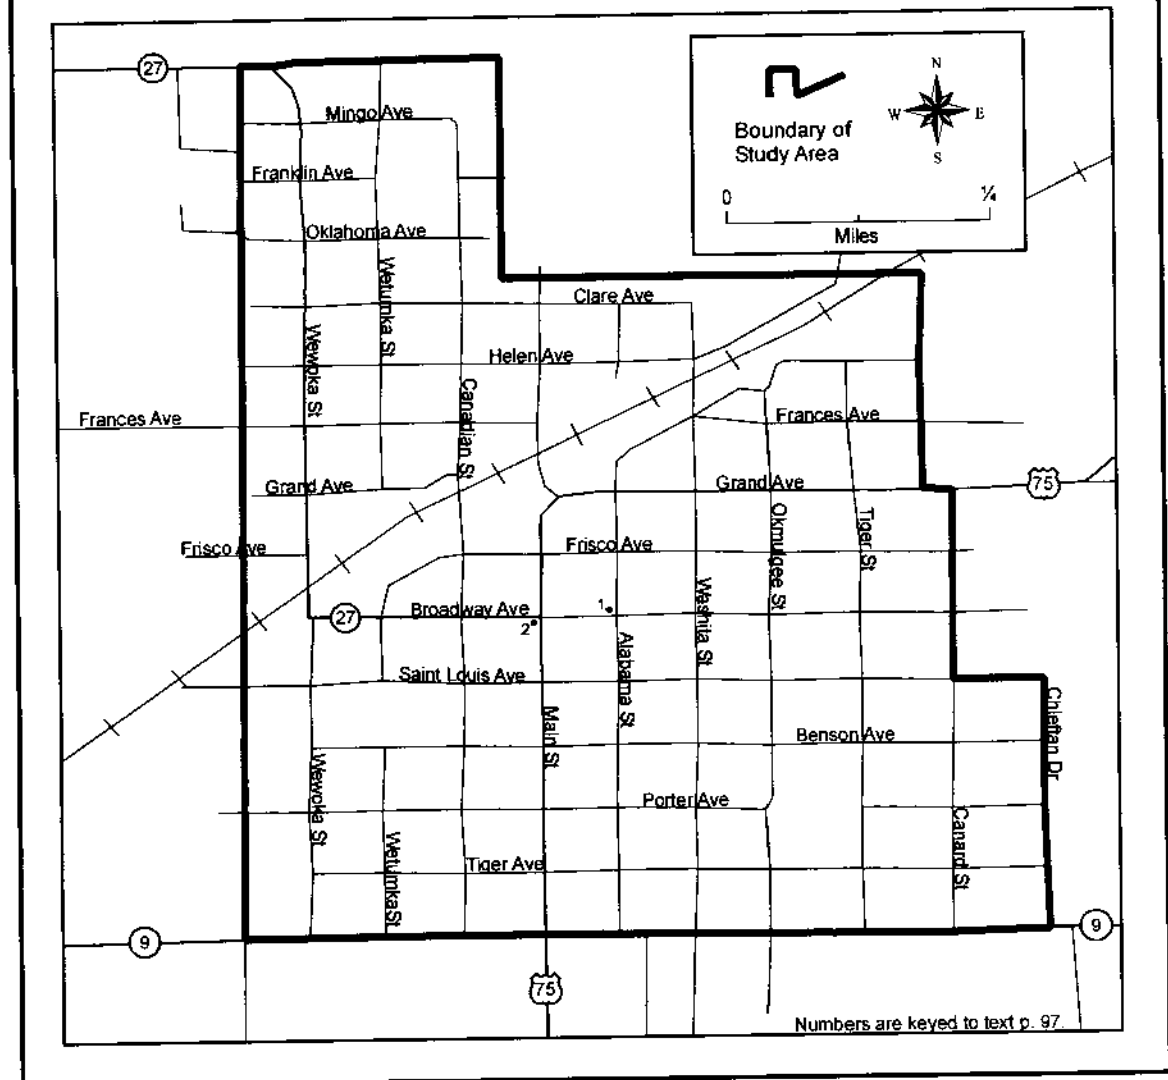 27
N
W
E
S
Boundary of
Study Area
0
¼
Miles
Mingo Ave
Franklin Ave
Oklahoma Ave
Wetumka St
Clare Ave
Wewoka St
Helen Ave
Canadian St
Frances Ave
Frances Ave
Grand Ave
Grand Ave
75
Okmulgee St
Tiger St
Frisco Ave
Frisco Ave
Washita St
27
Broadway Ave
1
2
Alabama St
Saint Louis Ave
Chieftan Dr
Main St
Benson Ave
Wewoka St
Porter Ave
Canard St
Wetumka St
Tiger Ave
9
9
75
Numbers are keyed to text p. 97.